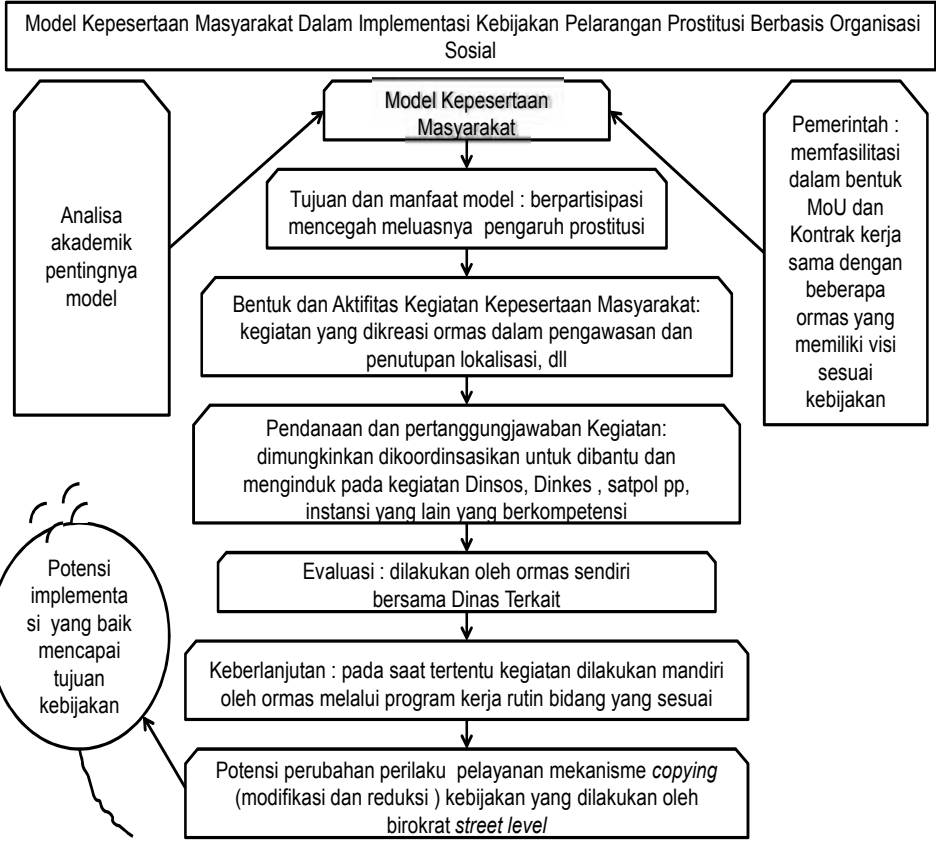 Model Kepesertaan Masyarakat Dalam Implementasi Kebijakan Pelarangan Prostitusi Berbasis Organisasi
Sosial
Model Kepesertaan
Masyarakat
Analisa
akademik
pentingnya
model
Pemerintah :
memfasilitasi
dalam bentuk
MoU dan
Kontrak kerja
sama dengan
beberapa
ormas yang
memiliki visi
sesuai
kebijakan
Tujuan dan manfaat model : berpartisipasi
mencegah meluasnya pengaruh prostitusi
Bentuk dan Aktifitas Kegiatan Kepesertaan Masyarakat:
kegiatan yang dikreasi ormas dalam pengawasan dan
penutupan lokalisasi, dll
Pendanaan dan pertanggungjawaban Kegiatan:
dimungkinkan dikoordinsasikan untuk dibantu dan
menginduk pada kegiatan Dinsos, Dinkes , satpol pp,
instansi yang lain yang berkompetensi
Evaluasi : dilakukan oleh ormas sendiri
bersama Dinas Terkait
Keberlanjutan : pada saat tertentu kegiatan dilakukan mandiri
oleh ormas melalui program kerja rutin bidang yang sesuai
Potensi perubahan perilaku pelayanan mekanisme copying
(modifikasi dan reduksi ) kebijakan yang dilakukan oleh
birokrat street level
Potensi
implementa
si yang baik
mencapai
tujuan
kebijakan